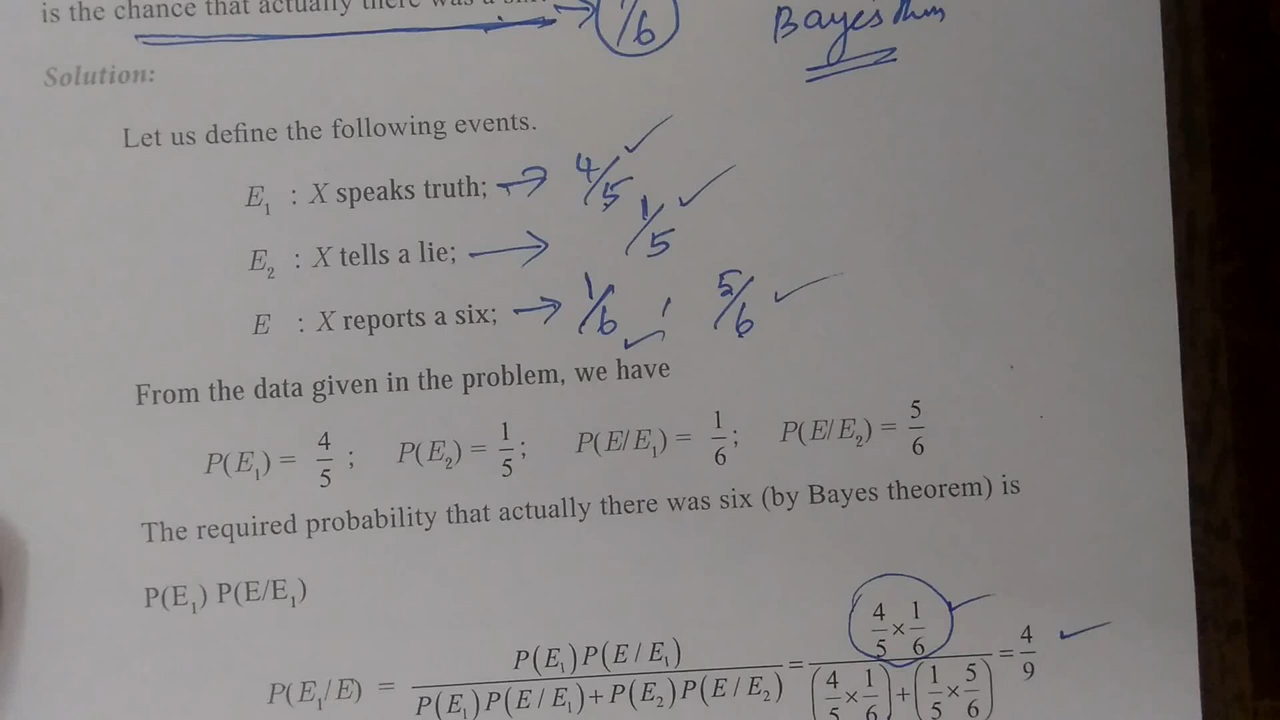 is the chance that actually there was a
1/6
Bayes thm
Solution:
Let us define the following events.
E₁ : X speaks truth; → 4/5 ✓
E₂ : X tells a lie; → 1/5 ✓
E : X reports a six; → 1/6 ✓, 5/6 ✓
From the data given in the problem, we have
P(E₁) = 4/5 ; P(E₂) = 1/5; P(E/E₁) = 1/6; P(E/E₂) = 5/6
The required probability that actually there was six (by Bayes theorem) is
P(E₁) P(E/E₁)
P(E₁/E) = P(E₁)P(E/E₁) / P(E₁)P(E/E₁)+P(E₂)P(E/E₂) = 4/5 × 1/6 / (4/5 × 1/6)+(1/5 × 5/6) = 4/9 ✓